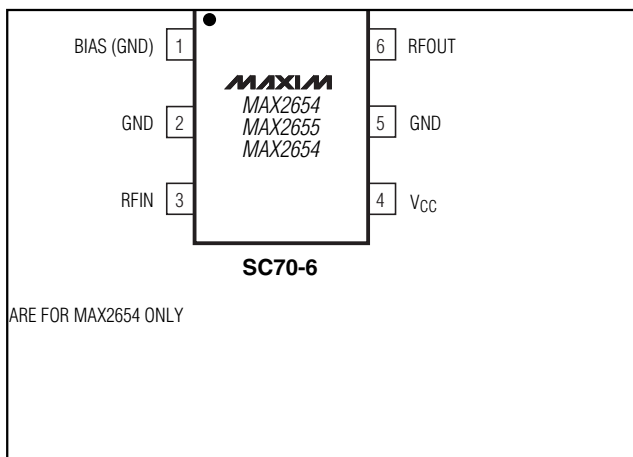 BIAS (GND) 1 6 RFOUT
MAXIM
MAX2654
GND 2 MAX2655 5 GND
MAX2654
RFIN 3 4 VCC
SC70-6
ARE FOR MAX2654 ONLY